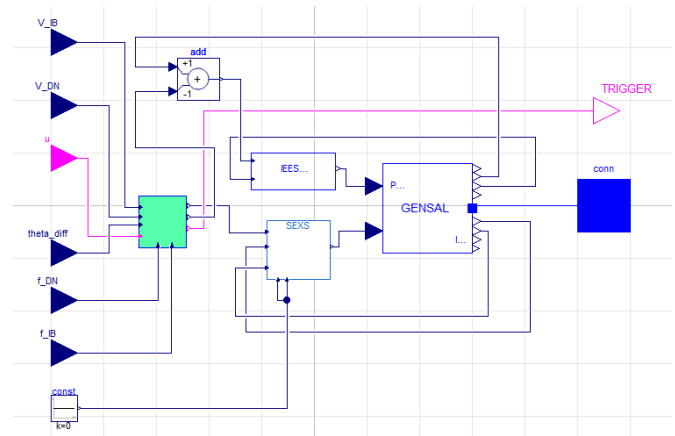 V_IB
add
+1
+
-1
V_DN
TRIGGER
u
IEES...
conn
P...
GENSAL
SEXS
theta_diff
I...
f_DN
f_IB
const
k=0